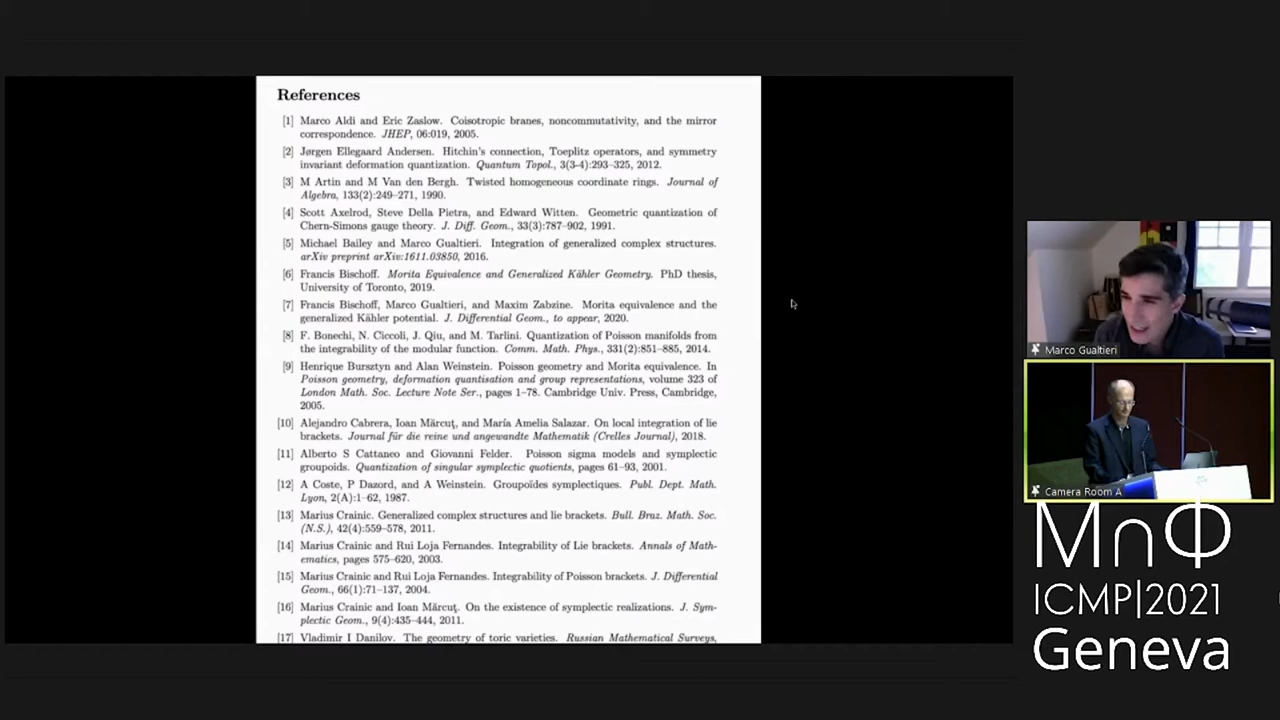 References
[1] Marco Aldi and Eric Zaslow. Coisotropic branes, noncommutativity, and the mirror
correspondence. JHEP, 06:019, 2005.
[2] Jørgen Ellegaard Andersen. Hitchin's connection, Toeplitz operators, and symmetry
invariant deformation quantization. Quantum Topol., 3(3-4):293–325, 2012.
[3] M Artin and M Van den Bergh. Twisted homogeneous coordinate rings. Journal of
Algebra, 133(2):249–271, 1990.
[4] Scott Axelrod, Steve Della Pietra, and Edward Witten. Geometric quantization of
Chern-Simons gauge theory. J. Diff. Geom., 33(3):787–902, 1991.
[5] Michael Bailey and Marco Gualtieri. Integration of generalized complex structures.
arXiv preprint arXiv:1611.03850, 2016.
[6] Francis Bischoff. Morita Equivalence and Generalized Kähler Geometry. PhD thesis,
University of Toronto, 2019.
[7] Francis Bischoff, Marco Gualtieri, and Maxim Zabzine. Morita equivalence and the
generalized Kähler potential. J. Differential Geom., to appear, 2020.
[8] F. Bonechi, N. Ciccoli, J. Qiu, and M. Tarlini. Quantization of Poisson manifolds from
the integrability of the modular function. Comm. Math. Phys., 331(2):851–885, 2014.
[9] Henrique Bursztyn and Alan Weinstein. Poisson geometry and Morita equivalence. In
Poisson geometry, deformation quantisation and group representations, volume 323 of
London Math. Soc. Lecture Note Ser., pages 1–78. Cambridge Univ. Press, Cambridge,
2005.
[10] Alejandro Cabrera, Ioan Mărcuţ, and María Amelia Salazar. On local integration of lie
brackets. Journal für die reine und angewandte Mathematik (Crelles Journal), 2018.
[11] Alberto S Cattaneo and Giovanni Felder. Poisson sigma models and symplectic
groupoids. Quantization of singular symplectic quotients, pages 61–93, 2001.
[12] A Coste, P Dazord, and A Weinstein. Groupoïdes symplectiques. Publ. Dept. Math.
Lyon, 2(A):1–62, 1987.
[13] Marius Crainic. Generalized complex structures and lie brackets. Bull. Braz. Math. Soc.
(N.S.), 42(4):559–578, 2011.
[14] Marius Crainic and Rui Loja Fernandes. Integrability of Lie brackets. Annals of Math-
ematics, pages 575–620, 2003.
[15] Marius Crainic and Rui Loja Fernandes. Integrability of Poisson brackets. J. Differential
Geom., 66(1):71–137, 2004.
[16] Marius Crainic and Ioan Mărcuţ. On the existence of symplectic realizations. J. Sym-
plectic Geom., 9(4):435–444, 2011.
[17] Vladimir I Danilov. The geometry of toric varieties. Russian Mathematical Surveys,
Marco Gualtieri
Camera Room A
M∩Φ
ICMP|2021
Geneva